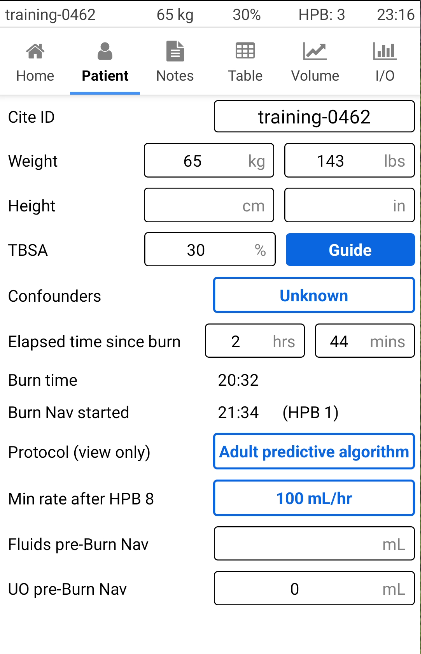 training-0462 65 kg 30% HPB: 3 23:16
Home Patient Notes Table Volume I/O
Cite ID training-0462
Weight 65 kg 143 lbs
Height cm in
TBSA 30 % Guide
Confounders Unknown
Elapsed time since burn 2 hrs 44 mins
Burn time 20:32
Burn Nav started 21:34 (HPB 1)
Protocol (view only) Adult predictive algorithm
Min rate after HPB 8 100 mL/hr
Fluids pre-Burn Nav mL
UO pre-Burn Nav 0 mL